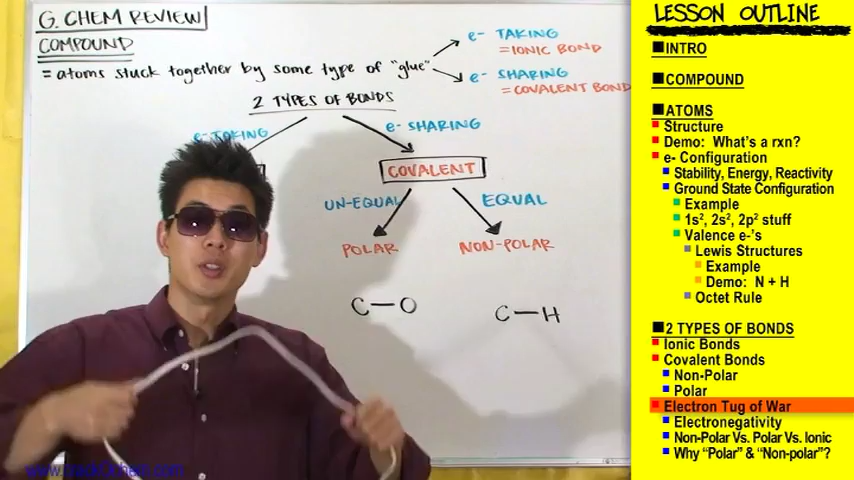 G. CHEM REVIEW
COMPOUND
= atoms stuck together by some type of "glue"
e- TAKING
= IONIC BOND
e- SHARING
= COVALENT BOND
2 TYPES OF BONDS
e- TAKING
e- SHARING
COVALENT
UN-EQUAL
EQUAL
POLAR
NON-POLAR
C—O
C—H
LESSON OUTLINE
INTRO
COMPOUND
ATOMS
Structure
Demo: What's a rxn?
e- Configuration
Stability, Energy, Reactivity
Ground State Configuration
Example
1s², 2s², 2p² stuff
Valence e-'s
Lewis Structures
Example
Demo: N + H
Octet Rule
2 TYPES OF BONDS
Ionic Bonds
Covalent Bonds
Non-Polar
Polar
Electron Tug of War
Electronegativity
Non-Polar Vs. Polar Vs. Ionic
Why "Polar" & "Non-polar"?